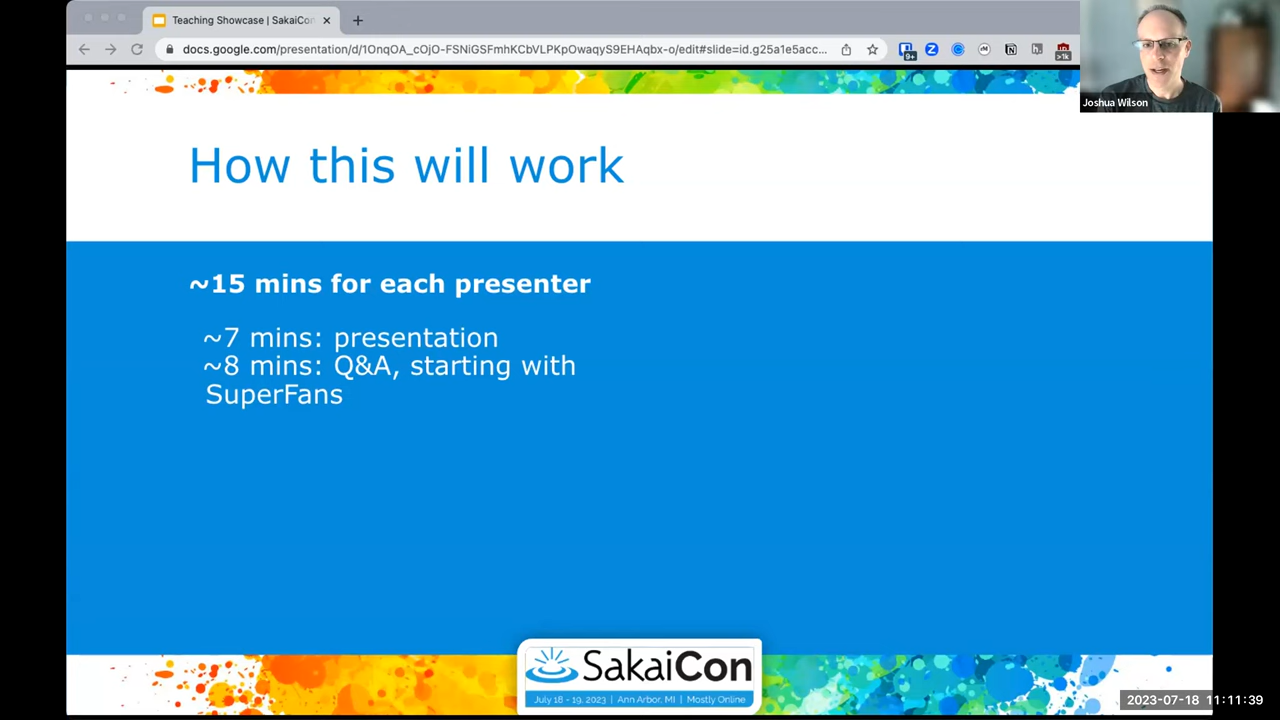 Teaching Showcase | SakaiCon
docs.google.com/presentation/d/1OnqOA_cOjO-FSNiGSFmhKCbVLPKpOwaqyS9EHAqbx-o/edit#slide=id.g25a1e5acc...
9+
>1k
Joshua Wilson
How this will work
~15 mins for each presenter
~7 mins: presentation
~8 mins: Q&A, starting with
SuperFans
SakaiCon
July 18 - 19, 2023 | Ann Arbor, MI | Mostly Online
2023-07-18 11:11:39